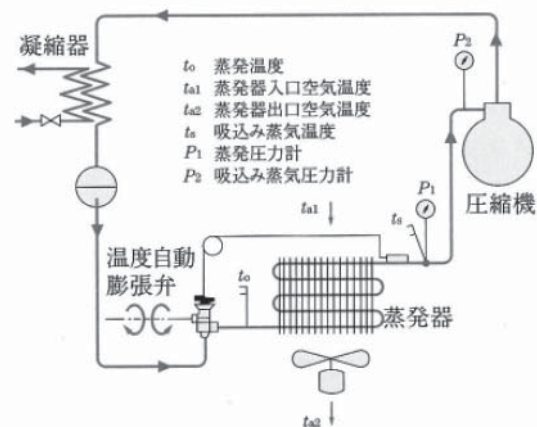 凝縮器
P₂
t₀ 蒸発温度
tₐ₁ 蒸発器入口空気温度
tₐ₂ 蒸発器出口空気温度
tₛ 吸込み蒸気温度
P₁ 蒸発圧力計
P₂ 吸込み蒸気圧力計
圧縮機
tₐ₁
tₛ
P₁
温度自動
膨張弁
t₀
蒸発器
tₐ₂